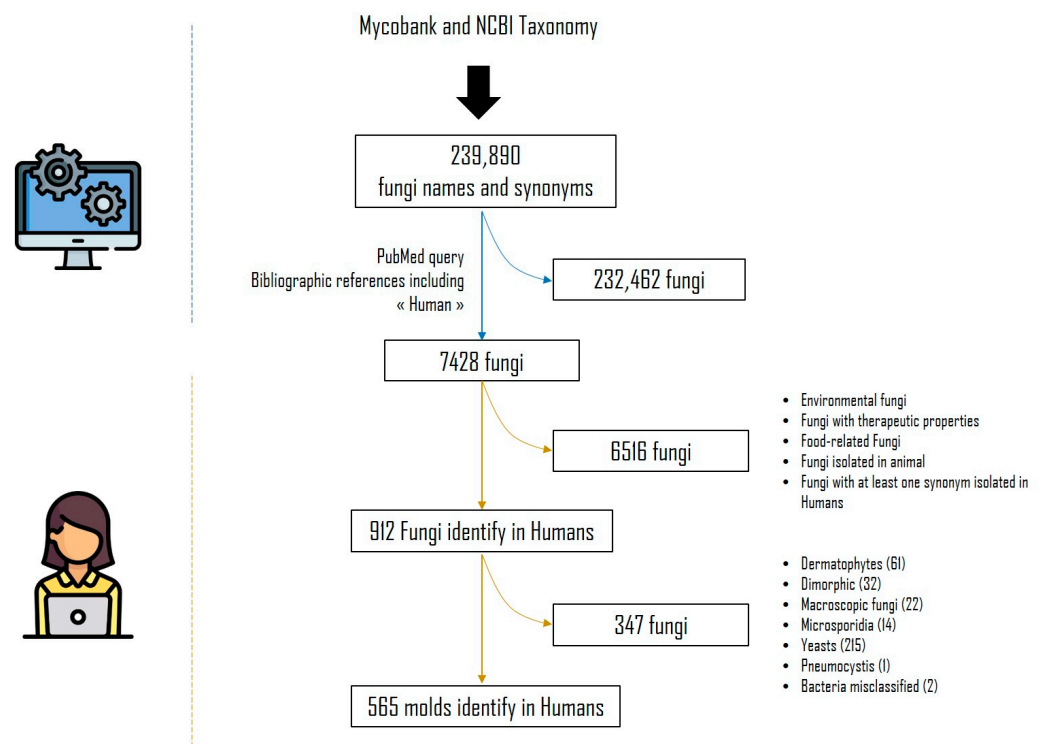 Mycobank and NCBI Taxonomy
239,890
fungi names and synonyms
PubMed query
Bibliographic references including
« Human »
232,462 fungi
7428 fungi
• Environmental fungi
• Fungi with therapeutic properties
• Food-related Fungi
• Fungi isolated in animal
• Fungi with at least one synonym isolated in
Humans
6516 fungi
912 Fungi identify in Humans
• Dermatophytes (61)
• Dimorphic (32)
• Macroscopic fungi (22)
• Microsporidia (14)
• Yeasts (215)
• Pneumocystis (1)
• Bacteria misclassified (2)
347 fungi
565 molds identify in Humans